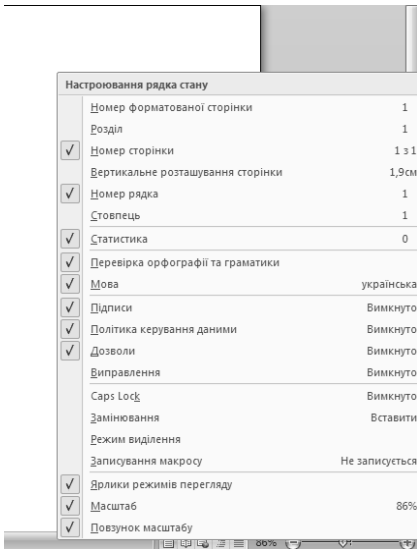 Настроювання рядка стану
Номер форматованої сторінки 1
Розділ 1
Номер сторінки 1 з 1
Вертикальне розташування сторінки 1,9см
Номер рядка 1
Стовпець 1
Статистика 0
Перевірка орфографії та граматики
Мова українська
Підписи Вимкнуто
Політика керування даними Вимкнуто
Дозволи Вимкнуто
Виправлення Вимкнуто
Caps Lock Вимкнуто
Замінювання Вставити
Режим виділення
Записування макросу Не записується
Ярлики режимів перегляду
Масштаб 86%
Повзунок масштабу
86%